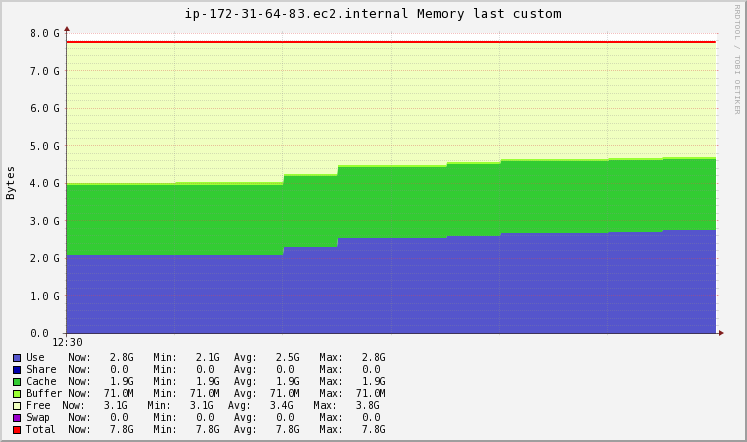 ip-172-31-64-83.ec2.internal Memory last custom
RRDTOOL / TOBI OETIKER
Bytes
8.0 G
7.0 G
6.0 G
5.0 G
4.0 G
3.0 G
2.0 G
1.0 G
0.0
12:30
Use Now: 2.8G Min: 2.1G Avg: 2.5G Max: 2.8G
Share Now: 0.0 Min: 0.0 Avg: 0.0 Max: 0.0
Cache Now: 1.9G Min: 1.9G Avg: 1.9G Max: 1.9G
Buffer Now: 71.0M Min: 71.0M Avg: 71.0M Max: 71.0M
Free Now: 3.1G Min: 3.1G Avg: 3.4G Max: 3.8G
Swap Now: 0.0 Min: 0.0 Avg: 0.0 Max: 0.0
Total Now: 7.8G Min: 7.8G Avg: 7.8G Max: 7.8G